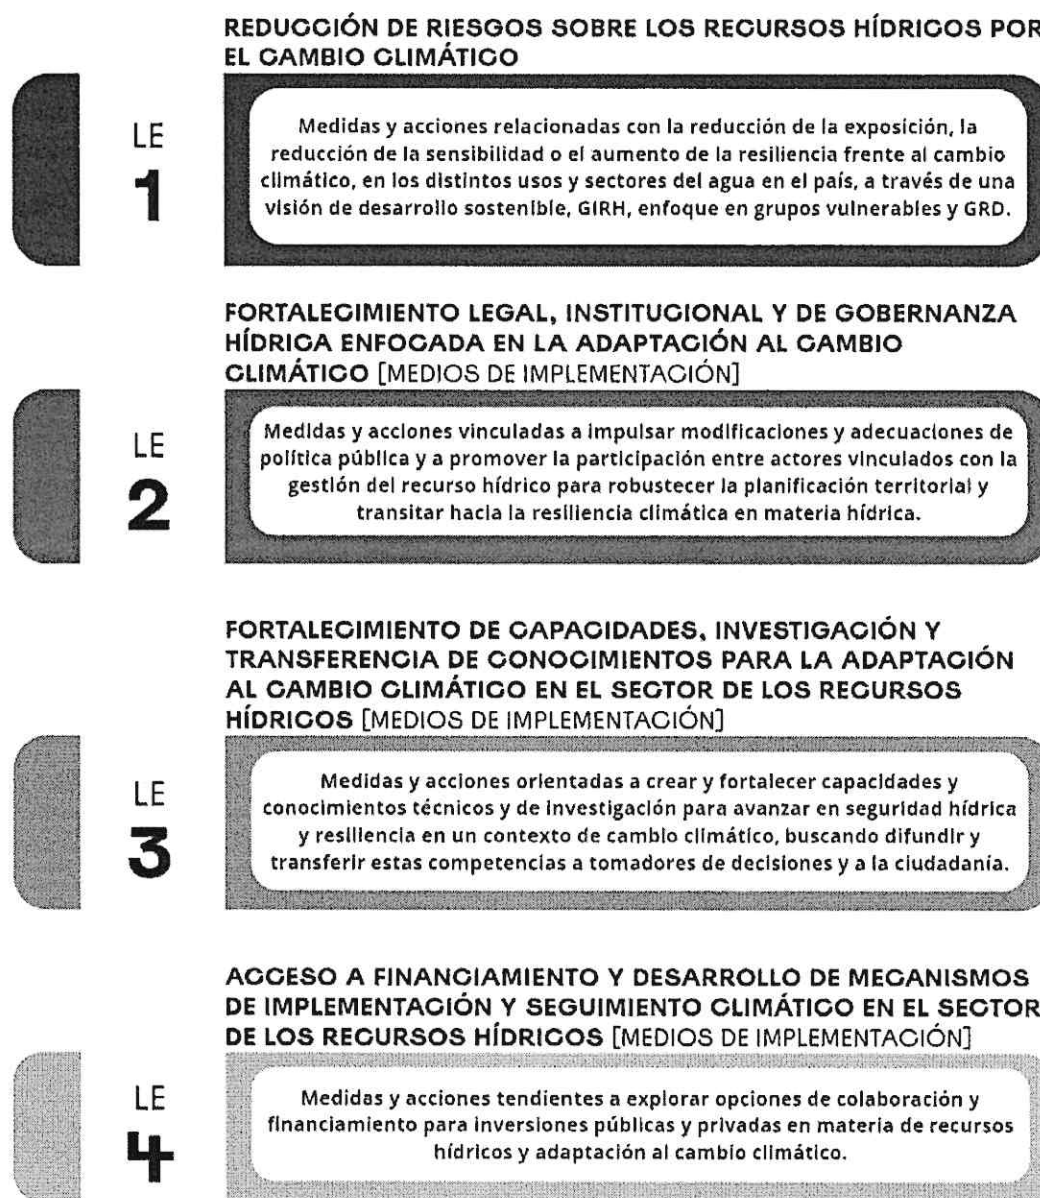 REDUCCIÓN DE RIESGOS SOBRE LOS RECURSOS HÍDRICOS POR
EL CAMBIO CLIMÁTICO
LE
1
Medidas y acciones relacionadas con la reducción de la exposición, la
reducción de la sensibilidad o el aumento de la resiliencia frente al cambio
climático, en los distintos usos y sectores del agua en el país, a través de una
visión de desarrollo sostenible, GIRH, enfoque en grupos vulnerables y GRD.
FORTALECIMIENTO LEGAL, INSTITUCIONAL Y DE GOBERNANZA
HÍDRICA ENFOCADA EN LA ADAPTACIÓN AL CAMBIO
CLIMÁTICO [MEDIOS DE IMPLEMENTACIÓN]
LE
2
Medidas y acciones vinculadas a impulsar modificaciones y adecuaciones de
política pública y a promover la participación entre actores vinculados con la
gestión del recurso hídrico para robustecer la planificación territorial y
transitar hacia la resiliencia climática en materia hídrica.
FORTALECIMIENTO DE CAPACIDADES, INVESTIGACIÓN Y
TRANSFERENCIA DE CONOCIMIENTOS PARA LA ADAPTACIÓN
AL CAMBIO CLIMÁTICO EN EL SECTOR DE LOS RECURSOS
HÍDRICOS [MEDIOS DE IMPLEMENTACIÓN]
LE
3
Medidas y acciones orientadas a crear y fortalecer capacidades y
conocimientos técnicos y de investigación para avanzar en seguridad hídrica
y resiliencia en un contexto de cambio climático, buscando difundir y
transferir estas competencias a tomadores de decisiones y a la ciudadanía.
ACCESO A FINANCIAMIENTO Y DESARROLLO DE MECANISMOS
DE IMPLEMENTACIÓN Y SEGUIMIENTO CLIMÁTICO EN EL SECTOR
DE LOS RECURSOS HÍDRICOS [MEDIOS DE IMPLEMENTACIÓN]
LE
4
Medidas y acciones tendientes a explorar opciones de colaboración y
financiamiento para inversiones públicas y privadas en materia de recursos
hídricos y adaptación al cambio climático.